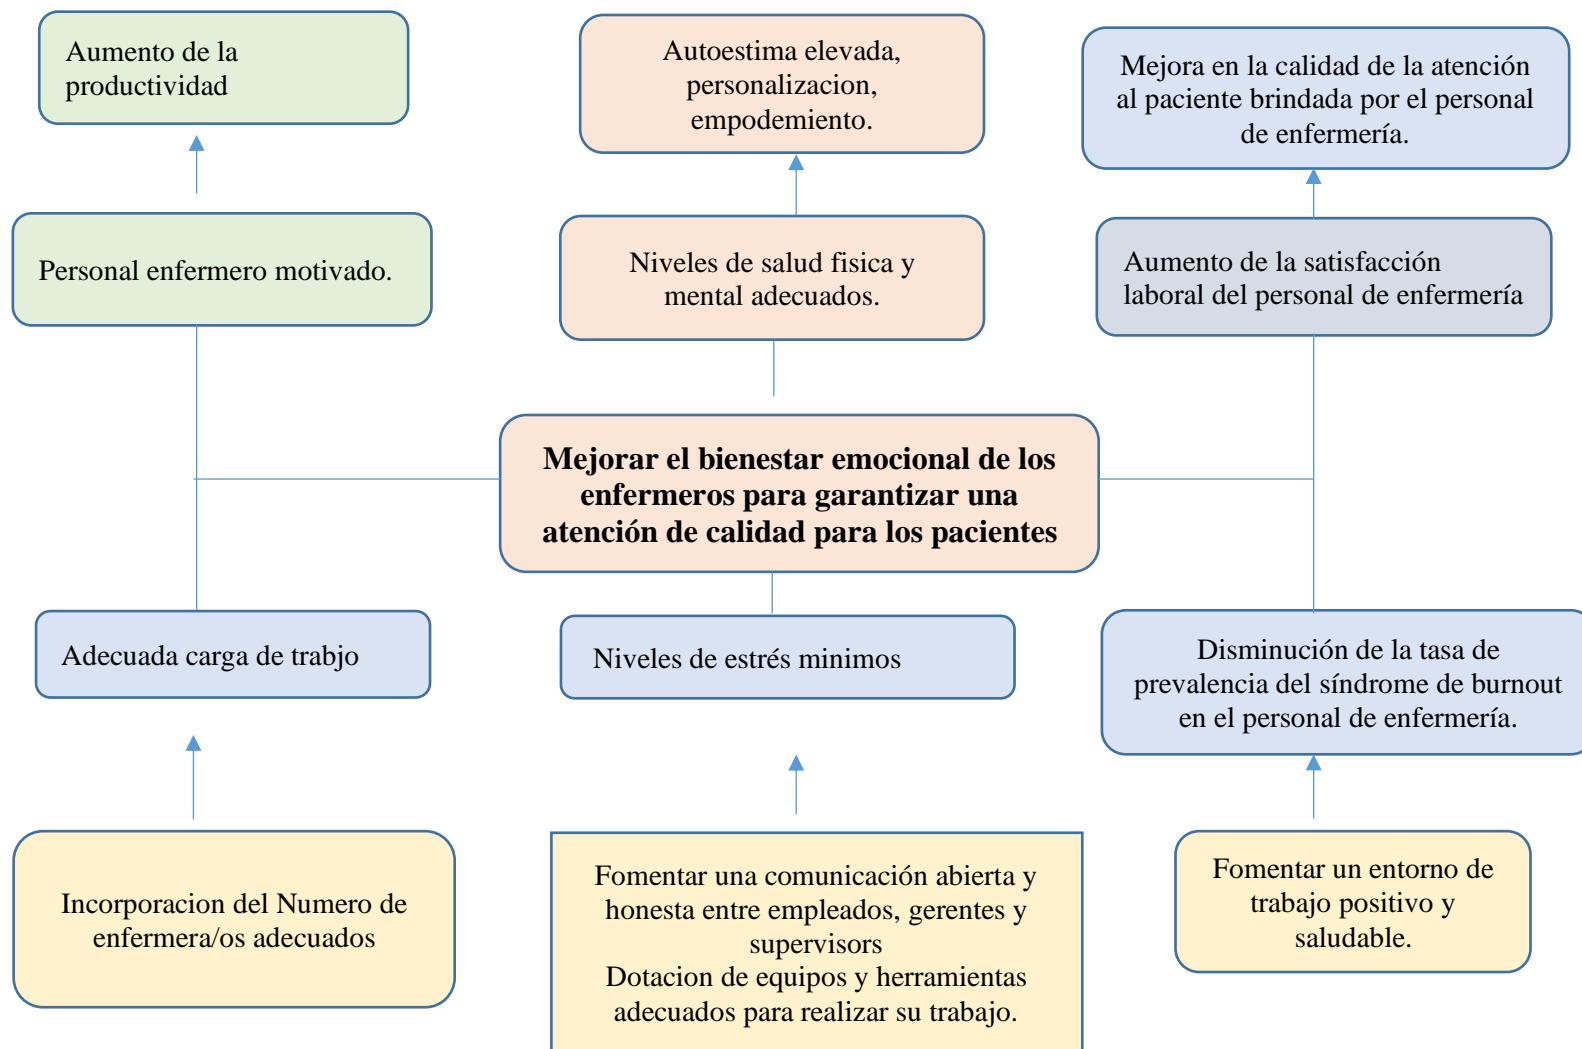 Aumento de la
productividad
Autoestima elevada,
personalizacion,
empodemiento.
Mejora en la calidad de la atención
al paciente brindada por el personal
de enfermería.
Personal enfermero motivado.
Niveles de salud fisica y
mental adecuados.
Aumento de la satisfacción
laboral del personal de enfermería
Mejorar el bienestar emocional de los
enfermeros para garantizar una
atención de calidad para los pacientes
Adecuada carga de trabjo
Niveles de estrés minimos
Disminución de la tasa de
prevalencia del síndrome de burnout
en el personal de enfermería.
Incorporacion del Numero de
enfermera/os adecuados
Fomentar una comunicación abierta y
honesta entre empleados, gerentes y
supervisors
Dotacion de equipos y herramientas
adecuados para realizar su trabajo.
Fomentar un entorno de
trabajo positivo y
saludable.